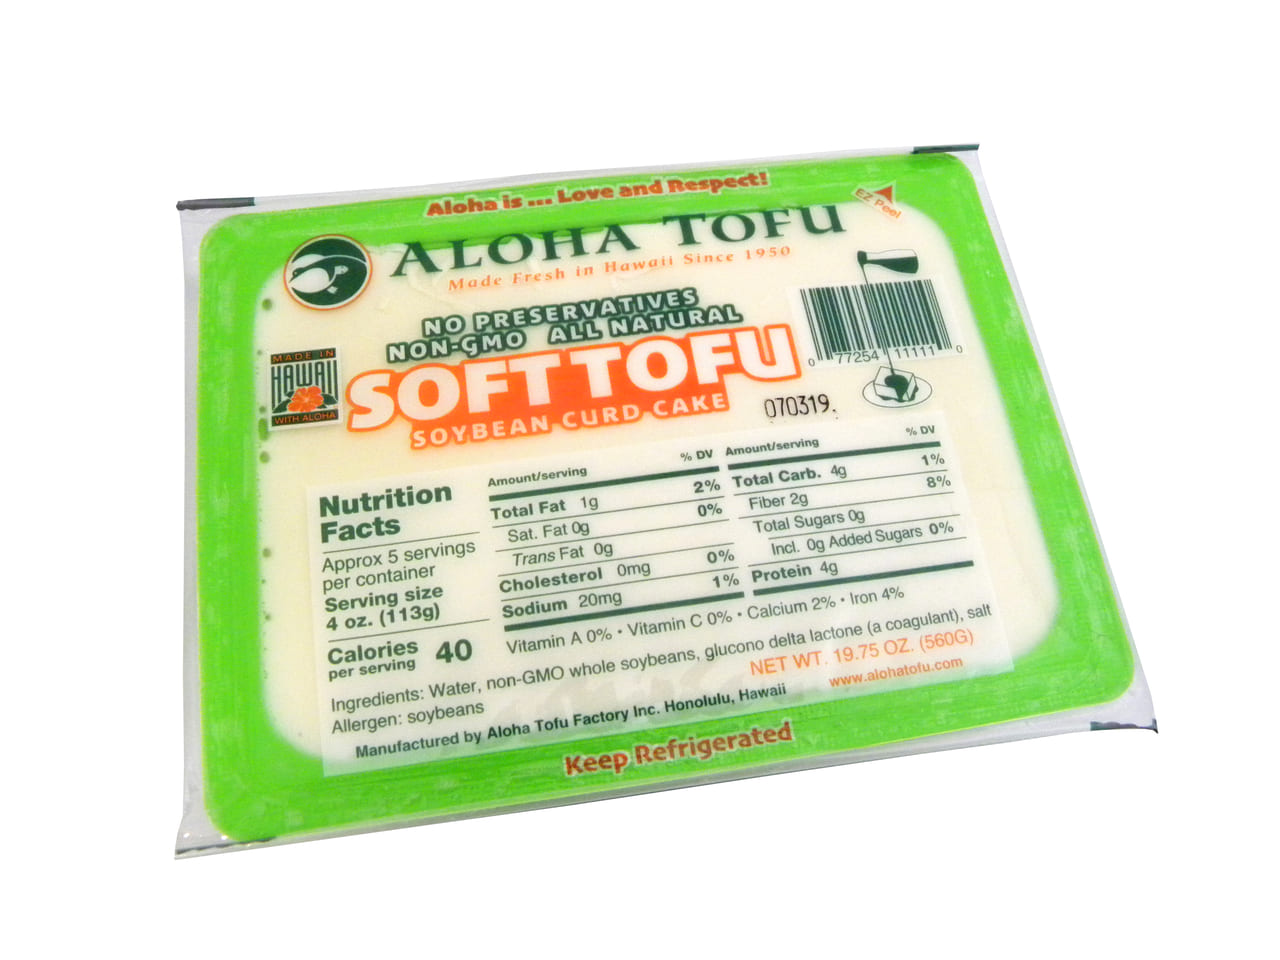 Aloha is ... Love and Respect!
EZ Peel
ALOHA TOFU
Made Fresh in Hawaii Since 1950
NO PRESERVATIVES
NON-GMO ALL NATURAL
SOFT TOFU
SOYBEAN CURD CAKE
MADE IN
HAWAII
WITH ALOHA
0 77254 11111 0
070319.
Nutrition
Facts
Approx 5 servings
per container
Serving size
4 oz. (113g)
Calories
per serving 40
Amount/serving % DV
Total Fat 1g 2%
Sat. Fat 0g 0%
Trans Fat 0g
Cholesterol 0mg 0%
Sodium 20mg 1%
Amount/serving % DV
Total Carb. 4g 1%
Fiber 2g 8%
Total Sugars 0g
Incl. 0g Added Sugars 0%
Protein 4g
Vitamin A 0% • Vitamin C 0% • Calcium 2% • Iron 4%
Ingredients: Water, non-GMO whole soybeans, glucono delta lactone (a coagulant), salt
Allergen: soybeans
NET WT. 19.75 OZ. (560G)
Manufactured by Aloha Tofu Factory Inc. Honolulu, Hawaii
www.alohatofu.com
Keep Refrigerated